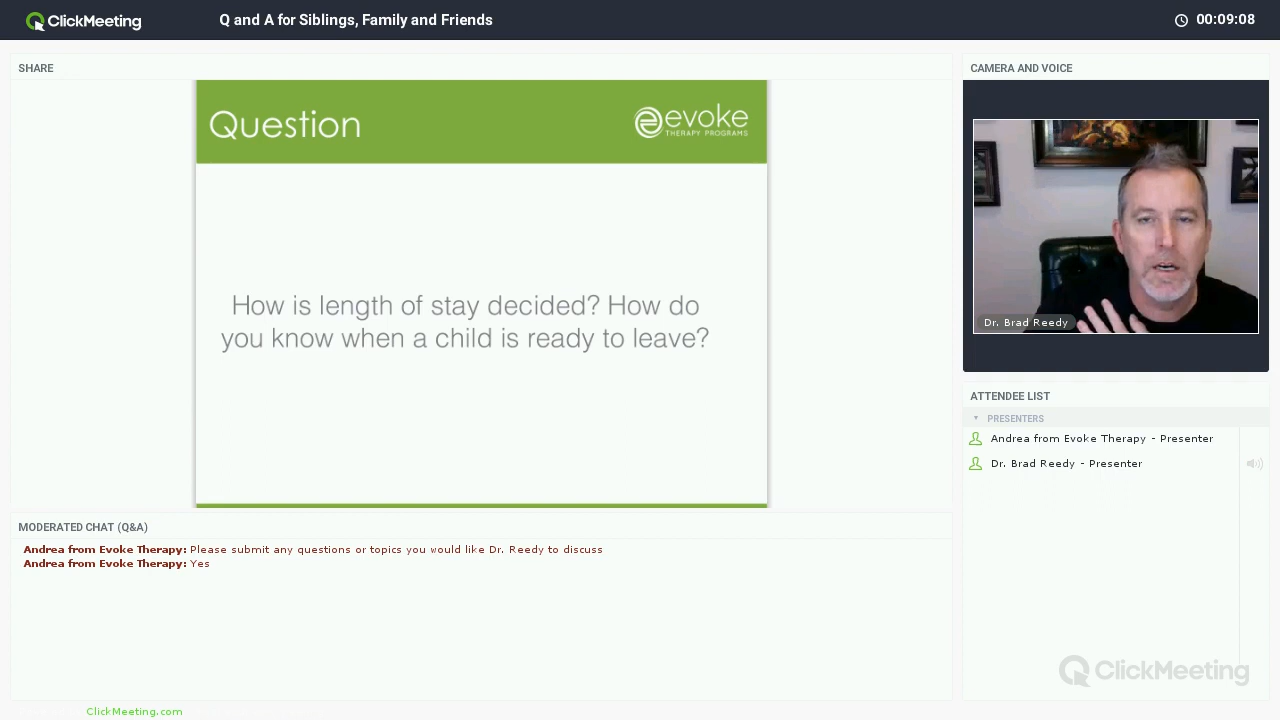 ClickMeeting
Q and A for Siblings, Family and Friends
00:09:08
SHARE
Question
evoke
THERAPY PROGRAMS
How is length of stay decided? How do
you know when a child is ready to leave?
CAMERA AND VOICE
Dr. Brad Reedy
ATTENDEE LIST
PRESENTERS
Andrea from Evoke Therapy - Presenter
Dr. Brad Reedy - Presenter
MODERATED CHAT (Q&A)
Andrea from Evoke Therapy: Please submit any questions or topics you would like Dr. Reedy to discuss
Andrea from Evoke Therapy: Yes
ClickMeeting
ClickMeeting.com